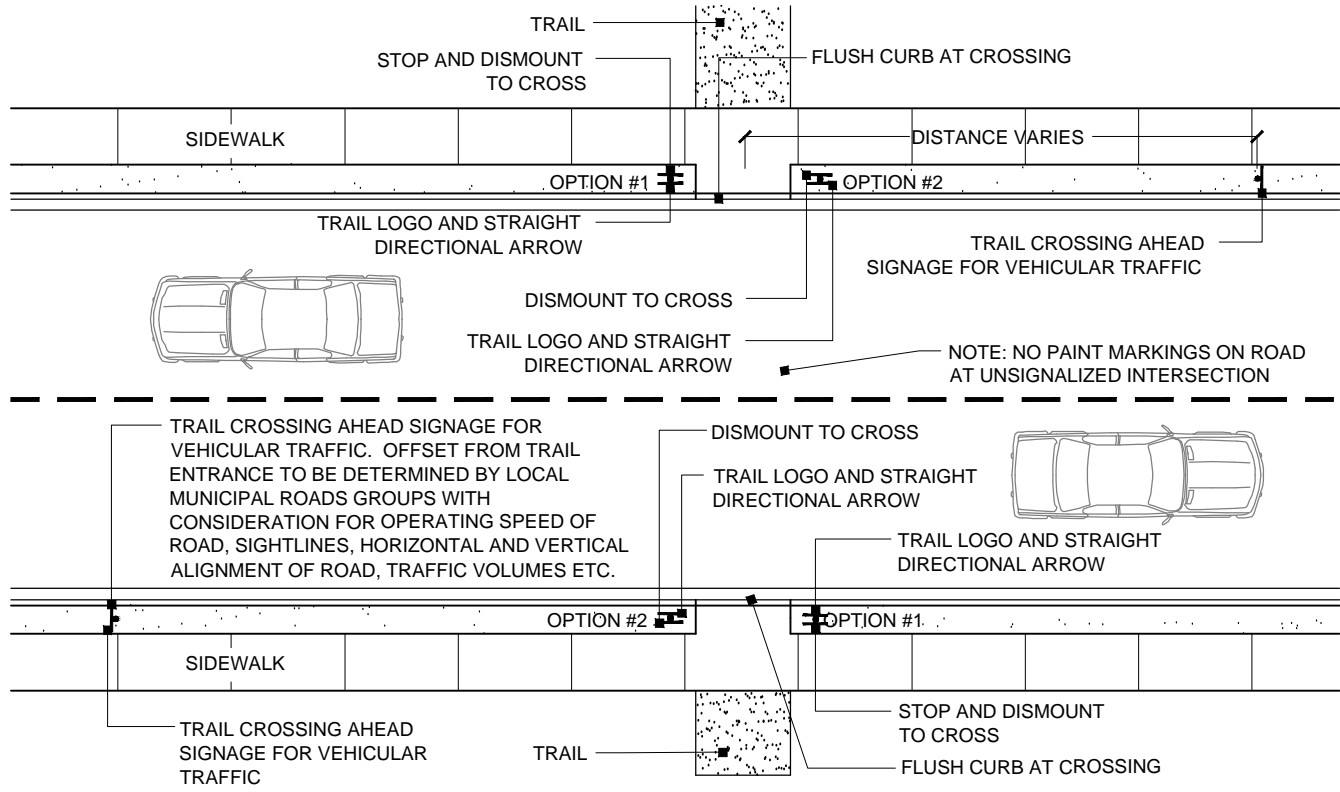 TRAIL
STOP AND DISMOUNT
TO CROSS
FLUSH CURB AT CROSSING
SIDEWALK
DISTANCE VARIES
OPTION #1
OPTION #2
TRAIL LOGO AND STRAIGHT
DIRECTIONAL ARROW
TRAIL CROSSING AHEAD
SIGNAGE FOR VEHICULAR TRAFFIC
DISMOUNT TO CROSS
TRAIL LOGO AND STRAIGHT
DIRECTIONAL ARROW
NOTE: NO PAINT MARKINGS ON ROAD
AT UNSIGNALIZED INTERSECTION
TRAIL CROSSING AHEAD SIGNAGE FOR
VEHICULAR TRAFFIC. OFFSET FROM TRAIL
ENTRANCE TO BE DETERMINED BY LOCAL
MUNICIPAL ROADS GROUPS WITH
CONSIDERATION FOR OPERATING SPEED OF
ROAD, SIGHTLINES, HORIZONTAL AND VERTICAL
ALIGNMENT OF ROAD, TRAFFIC VOLUMES ETC.
DISMOUNT TO CROSS
TRAIL LOGO AND STRAIGHT
DIRECTIONAL ARROW
TRAIL LOGO AND STRAIGHT
DIRECTIONAL ARROW
OPTION #2
OPTION #1
SIDEWALK
TRAIL CROSSING AHEAD
SIGNAGE FOR VEHICULAR
TRAFFIC
TRAIL
STOP AND DISMOUNT
TO CROSS
FLUSH CURB AT CROSSING